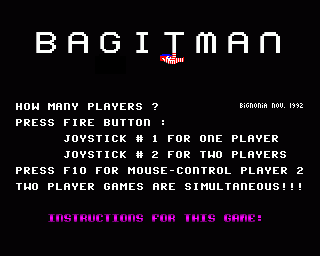 BAGITMAN
HOW MANY PLAYERS ?
BiGNONiA NOV. 1992
PRESS FIRE BUTTON :
JOYSTICK # 1 FOR ONE PLAYER
JOYSTICK # 2 FOR TWO PLAYERS
PRESS F10 FOR MOUSE-CONTROL PLAYER 2
TWO PLAYER GAMES ARE SIMULTANEOUS!!!
INSTRUCTIONS FOR THIS GAME: